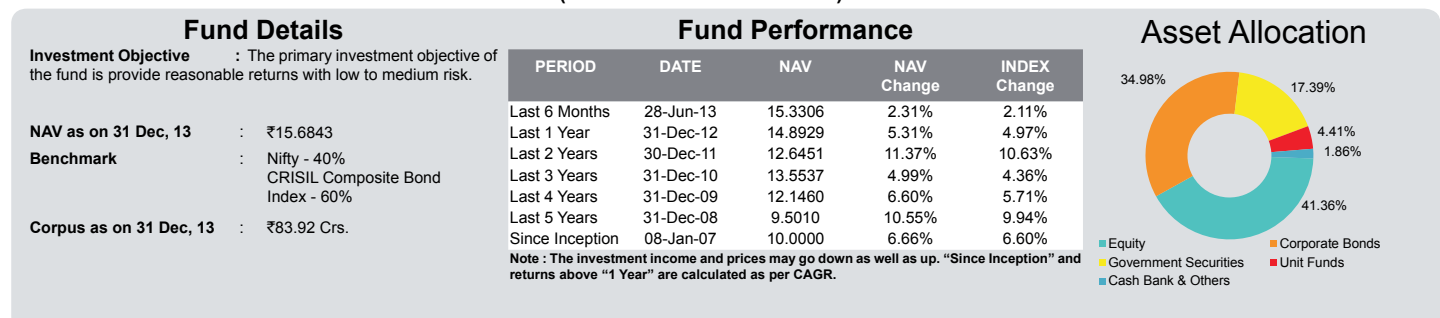 Fund Details
Investment Objective : The primary investment objective of
the fund is provide reasonable returns with low to medium risk.
NAV as on 31 Dec, 13 : ₹15.6843
Benchmark : Nifty - 40%
CRISIL Composite Bond
Index - 60%
Corpus as on 31 Dec, 13 : ₹83.92 Crs.
Fund Performance
PERIOD DATE NAV NAV Change INDEX Change
Last 6 Months 28-Jun-13 15.3306 2.31% 2.11%
Last 1 Year 31-Dec-12 14.8929 5.31% 4.97%
Last 2 Years 30-Dec-11 12.6451 11.37% 10.63%
Last 3 Years 31-Dec-10 13.5537 4.99% 4.36%
Last 4 Years 31-Dec-09 12.1460 6.60% 5.71%
Last 5 Years 31-Dec-08 9.5010 10.55% 9.94%
Since Inception 08-Jan-07 10.0000 6.66% 6.60%
Note : The investment income and prices may go down as well as up. “Since Inception” and
returns above “1 Year” are calculated as per CAGR.
Asset Allocation
34.98%
17.39%
4.41%
1.86%
41.36%
Equity Corporate Bonds
Government Securities Unit Funds
Cash Bank & Others